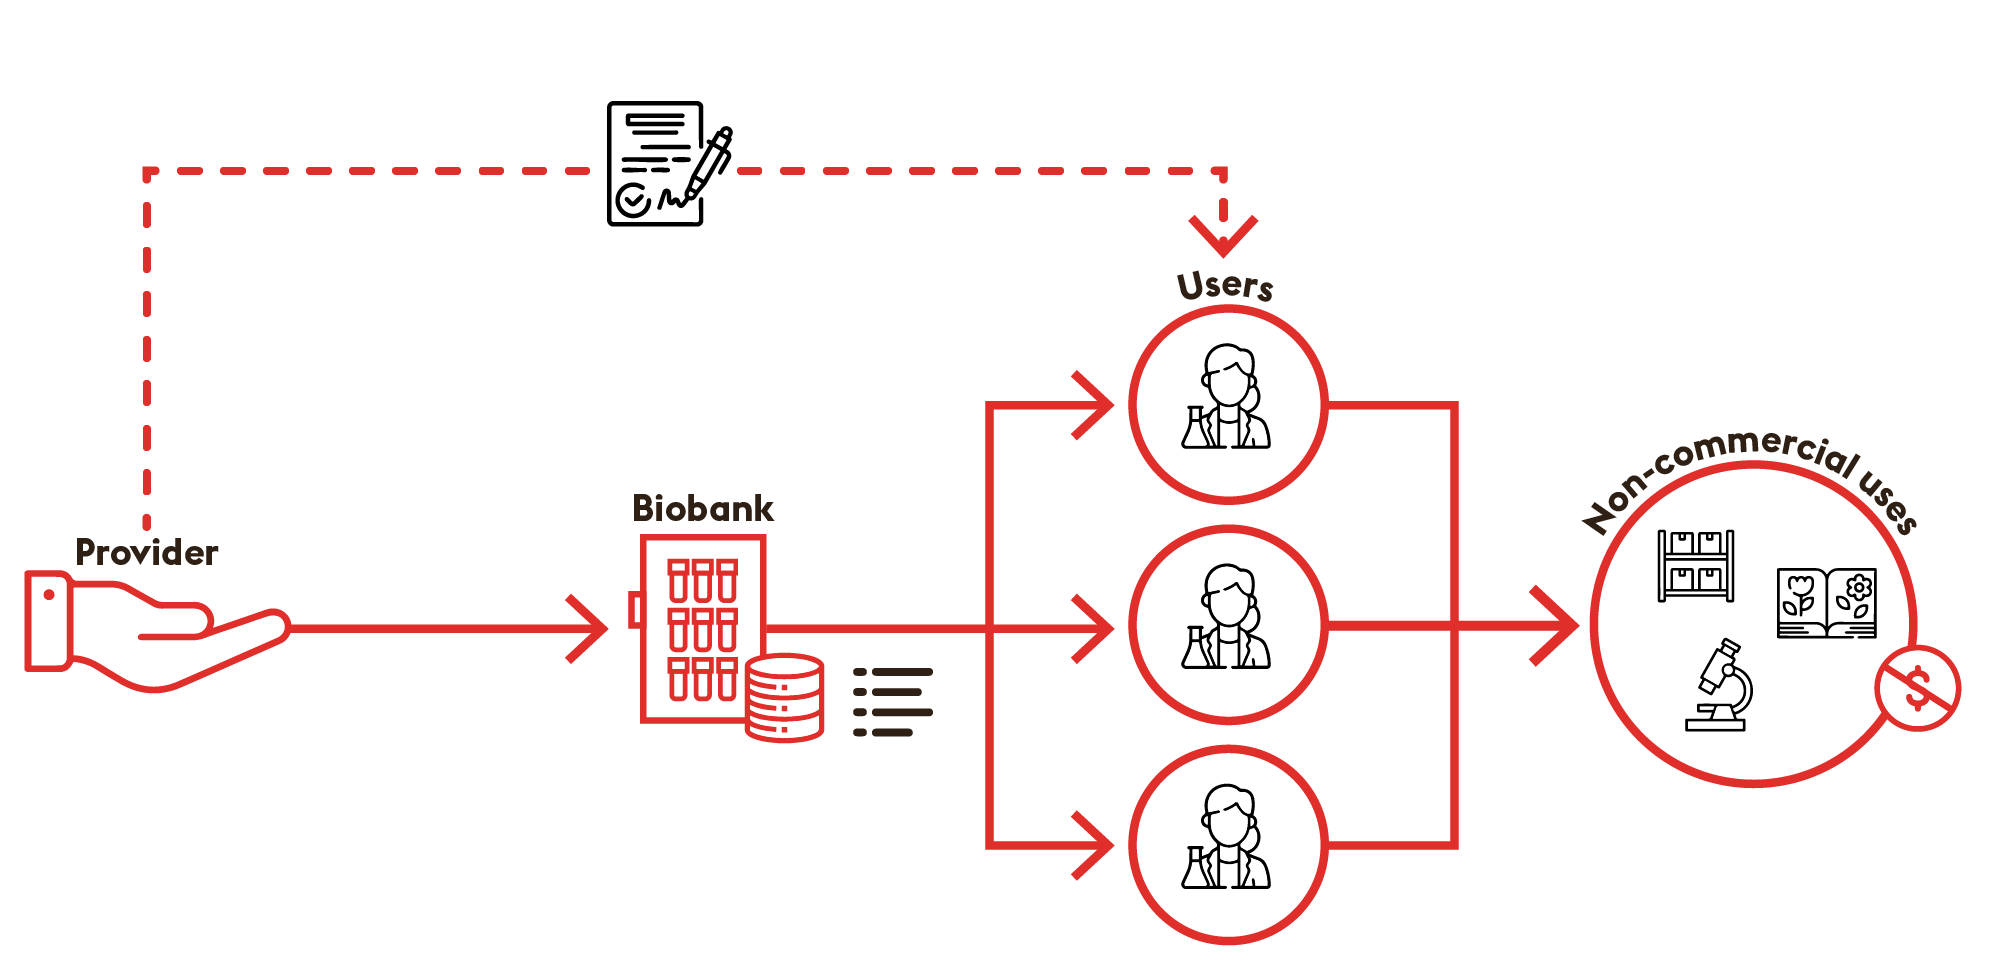 Users
Non-commercial uses
Biobank
Provider
$